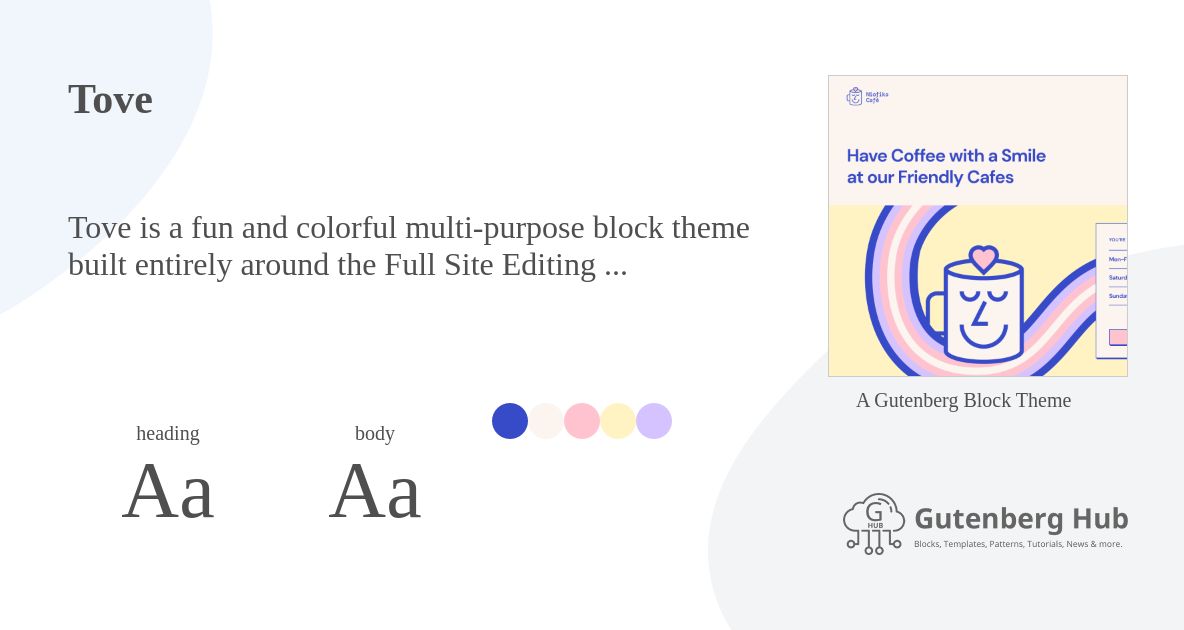 Tove
Tove is a fun and colorful multi-purpose block theme
built entirely around the Full Site Editing ...
heading
Aa
body
Aa
Niofika
Café
Have Coffee with a Smile
at our Friendly Cafes
YOU'RE
Mon-F
Saturd
Sunda
A Gutenberg Block Theme
G
HUB
Gutenberg Hub
Blocks, Templates, Patterns, Tutorials, News & more.